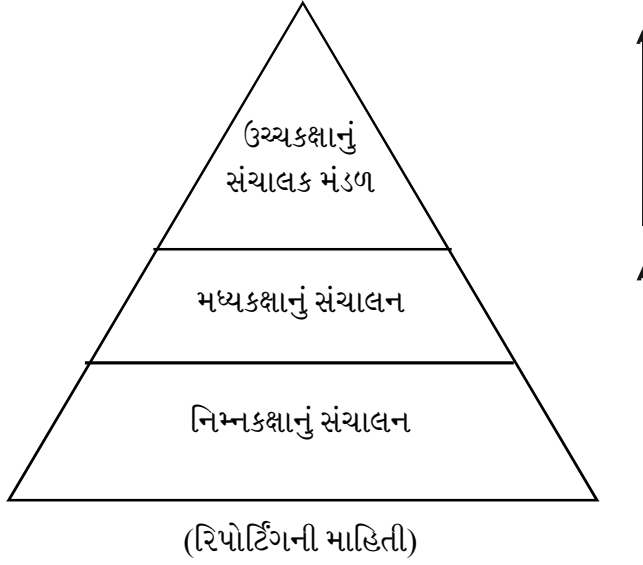 ઉચ્ચકક્ષાનું
સંચાલક મંડળ
મધ્યકક્ષાનું સંચાલન
નિમ્નકક્ષાનું સંચાલન
(રિપોર્ટિંગની માહિતી)